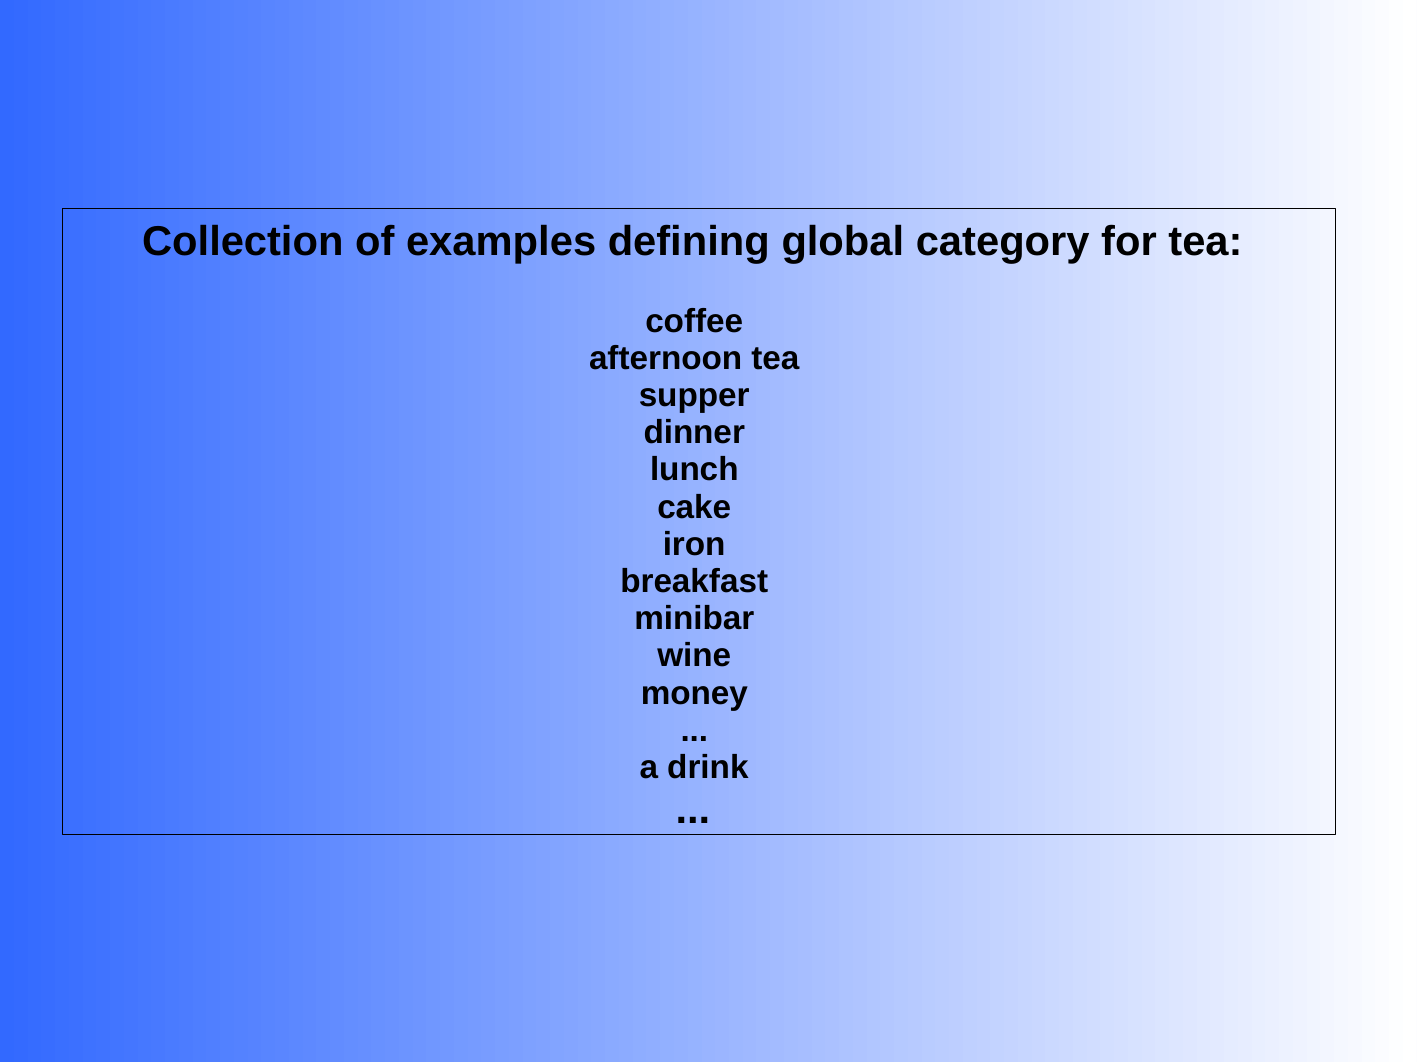 Collection of examples defining global category for tea:
coffee
afternoon tea
supper
dinner
lunch
cake
iron
breakfast
minibar
wine
money
...
a drink
...